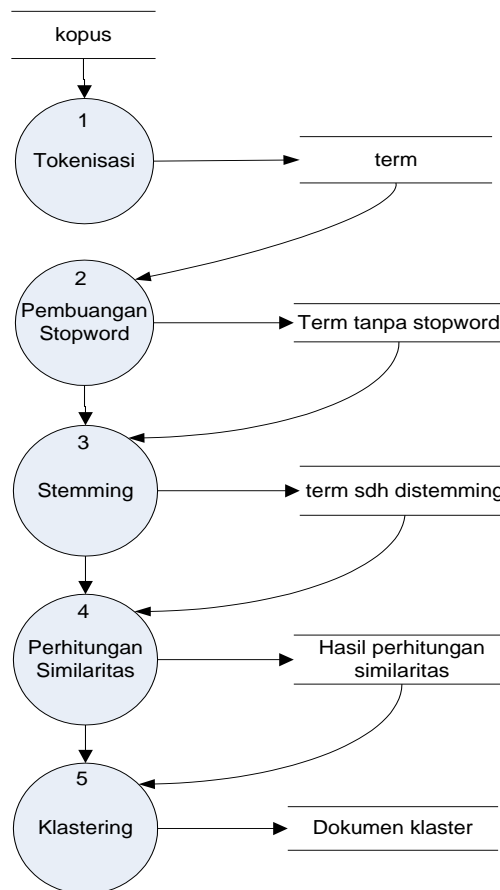 kopus
1
Tokenisasi
term
2
Pembuangan
Stopword
Term tanpa stopword
3
Stemming
term sdh distemming
4
Perhitungan
Similaritas
Hasil perhitungan
similaritas
5
Klastering
Dokumen klaster